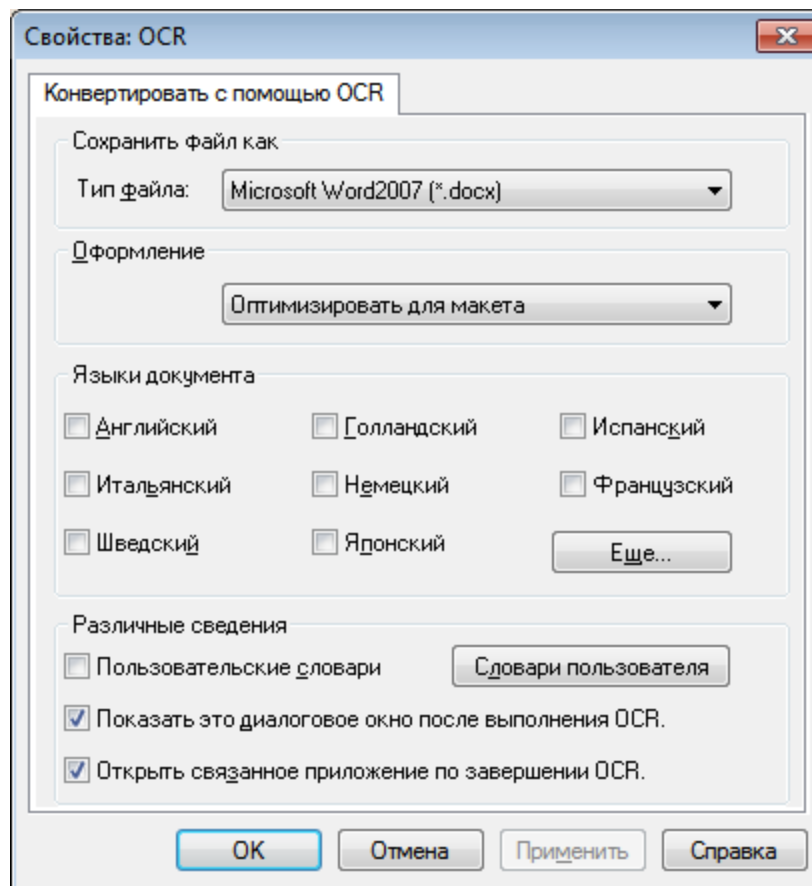 Свойства: OCR
Конвертировать с помощью OCR
Сохранить файл как
Тип файла: Microsoft Word2007 (*.docx)
Оформление
Оптимизировать для макета
Языки документа
Английский Голландский Испанский
Итальянский Немецкий Французский
Шведский Японский Еще...
Различные сведения
Пользовательские словари Словари пользователя
Показать это диалоговое окно после выполнения OCR.
Открыть связанное приложение по завершении OCR.
OK Отмена Применить Справка